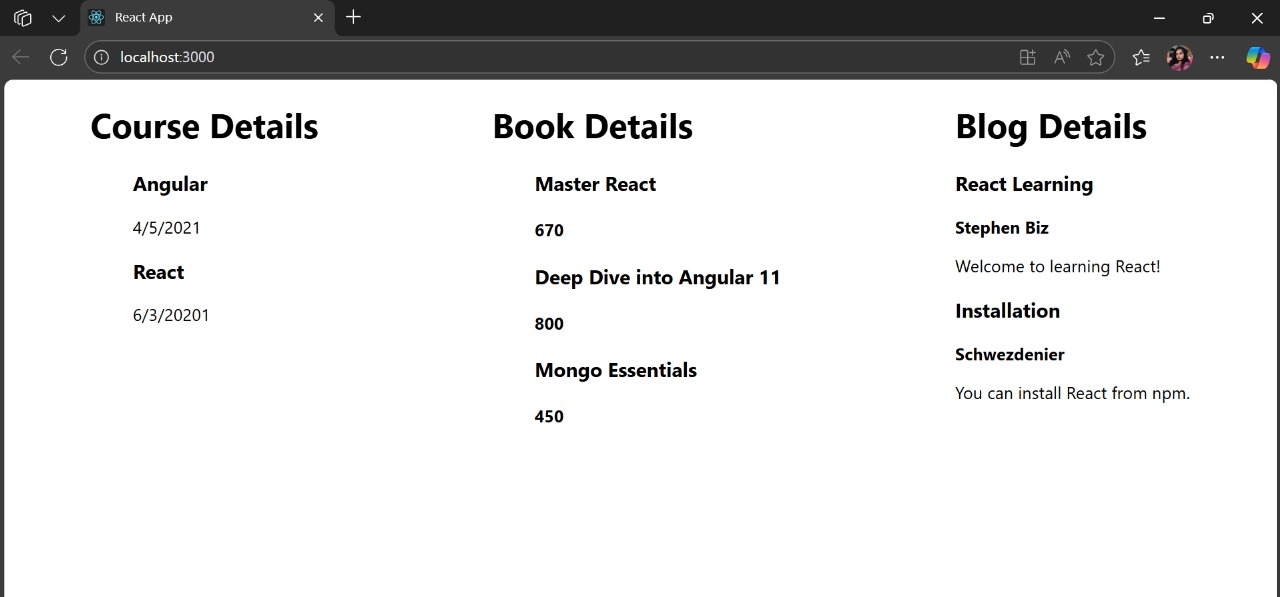 React App
localhost:3000
Course Details
Angular
4/5/2021
React
6/3/20201
Book Details
Master React
670
Deep Dive into Angular 11
800
Mongo Essentials
450
Blog Details
React Learning
Stephen Biz
Welcome to learning React!
Installation
Schwezdenier
You can install React from npm.